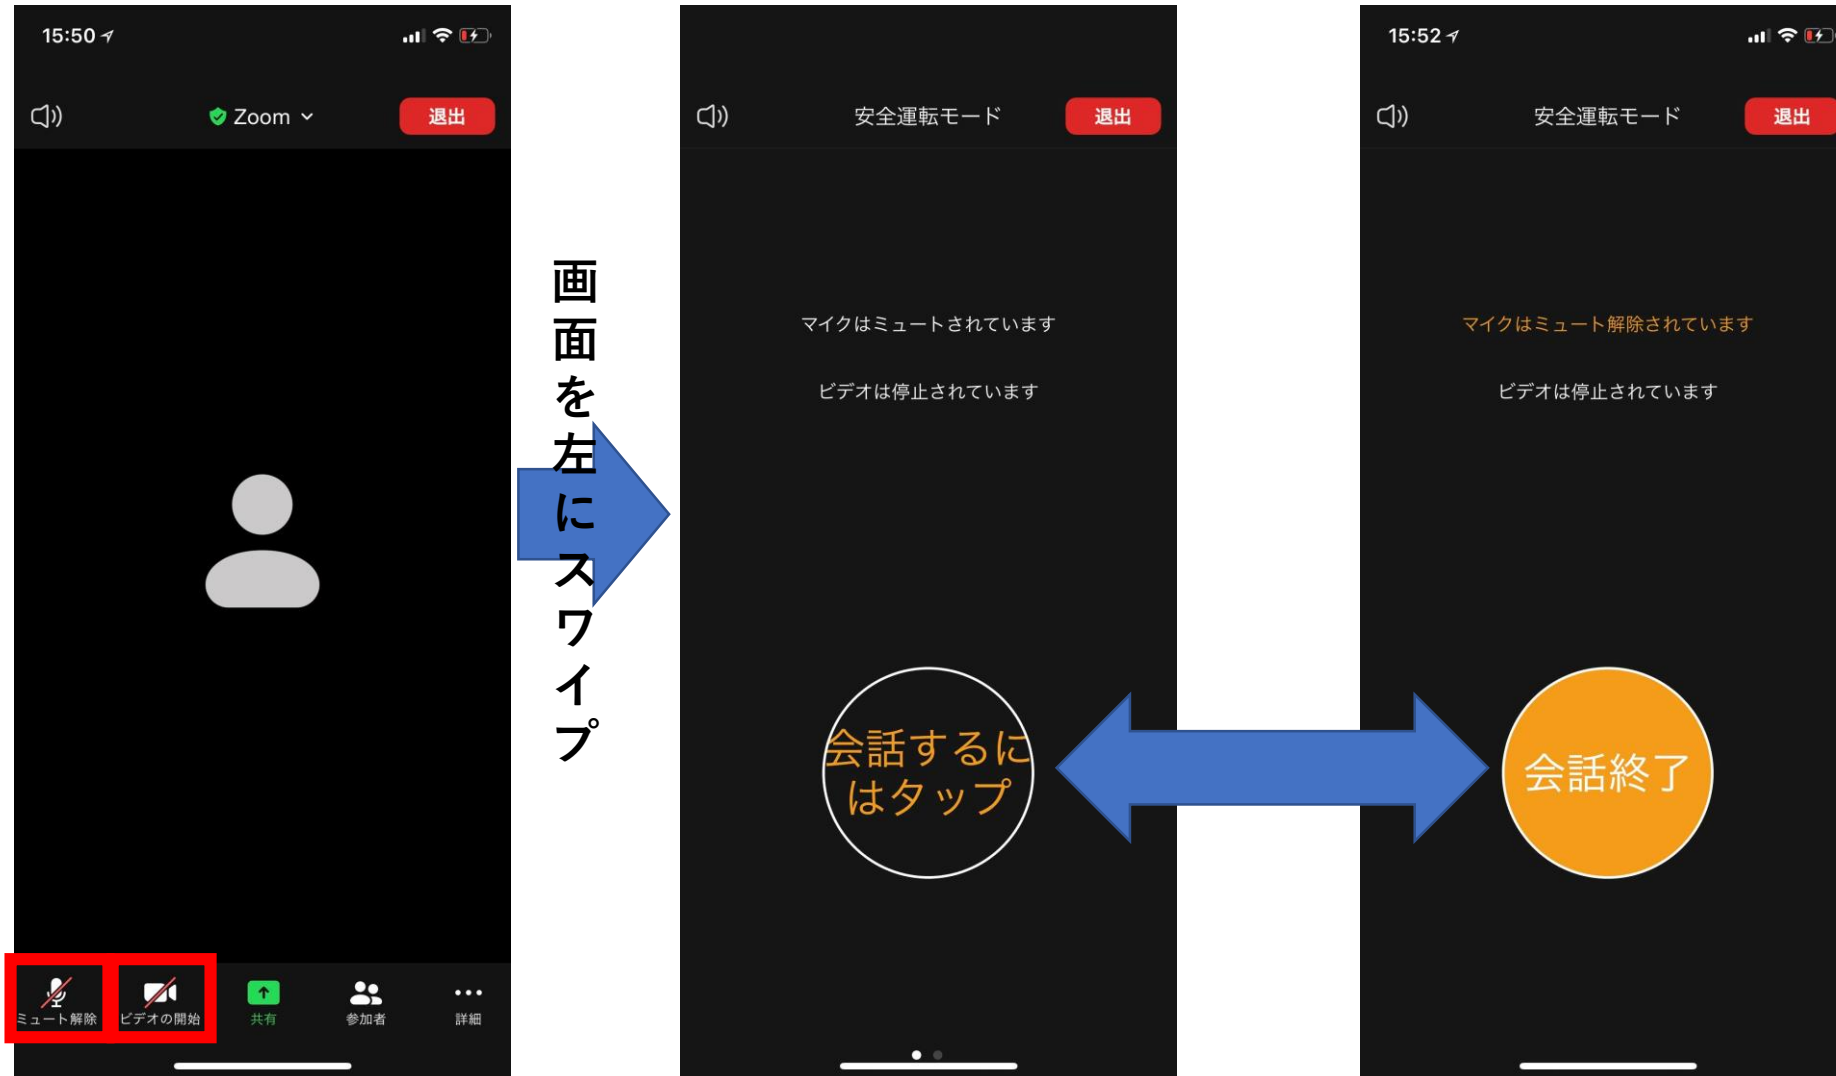 15:50
Zoom
退出
ミュート解除
ビデオの開始
共有
参加者
詳細
画面を左にスワイプ
安全運転モード
退出
マイクはミュートされています
ビデオは停止されています
会話するに
はタップ
15:52
安全運転モード
退出
マイクはミュート解除されています
ビデオは停止されています
会話終了